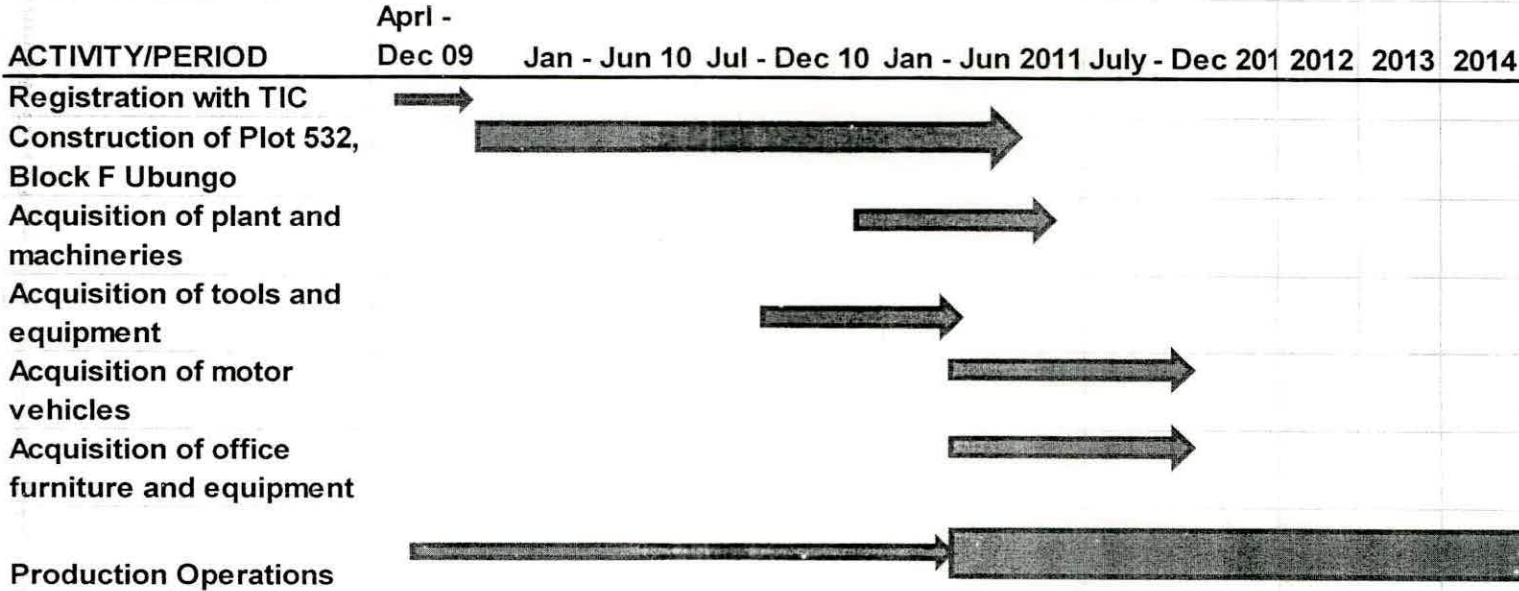 Aprl -
ACTIVITY/PERIOD Dec 09 Jan - Jun 10 Jul - Dec 10 Jan - Jun 2011 July - Dec 201 2012 2013 2014
Registration with TIC
Construction of Plot 532,
Block F Ubungo
Acquisition of plant and
machineries
Acquisition of tools and
equipment
Acquisition of motor
vehicles
Acquisition of office
furniture and equipment
Production Operations